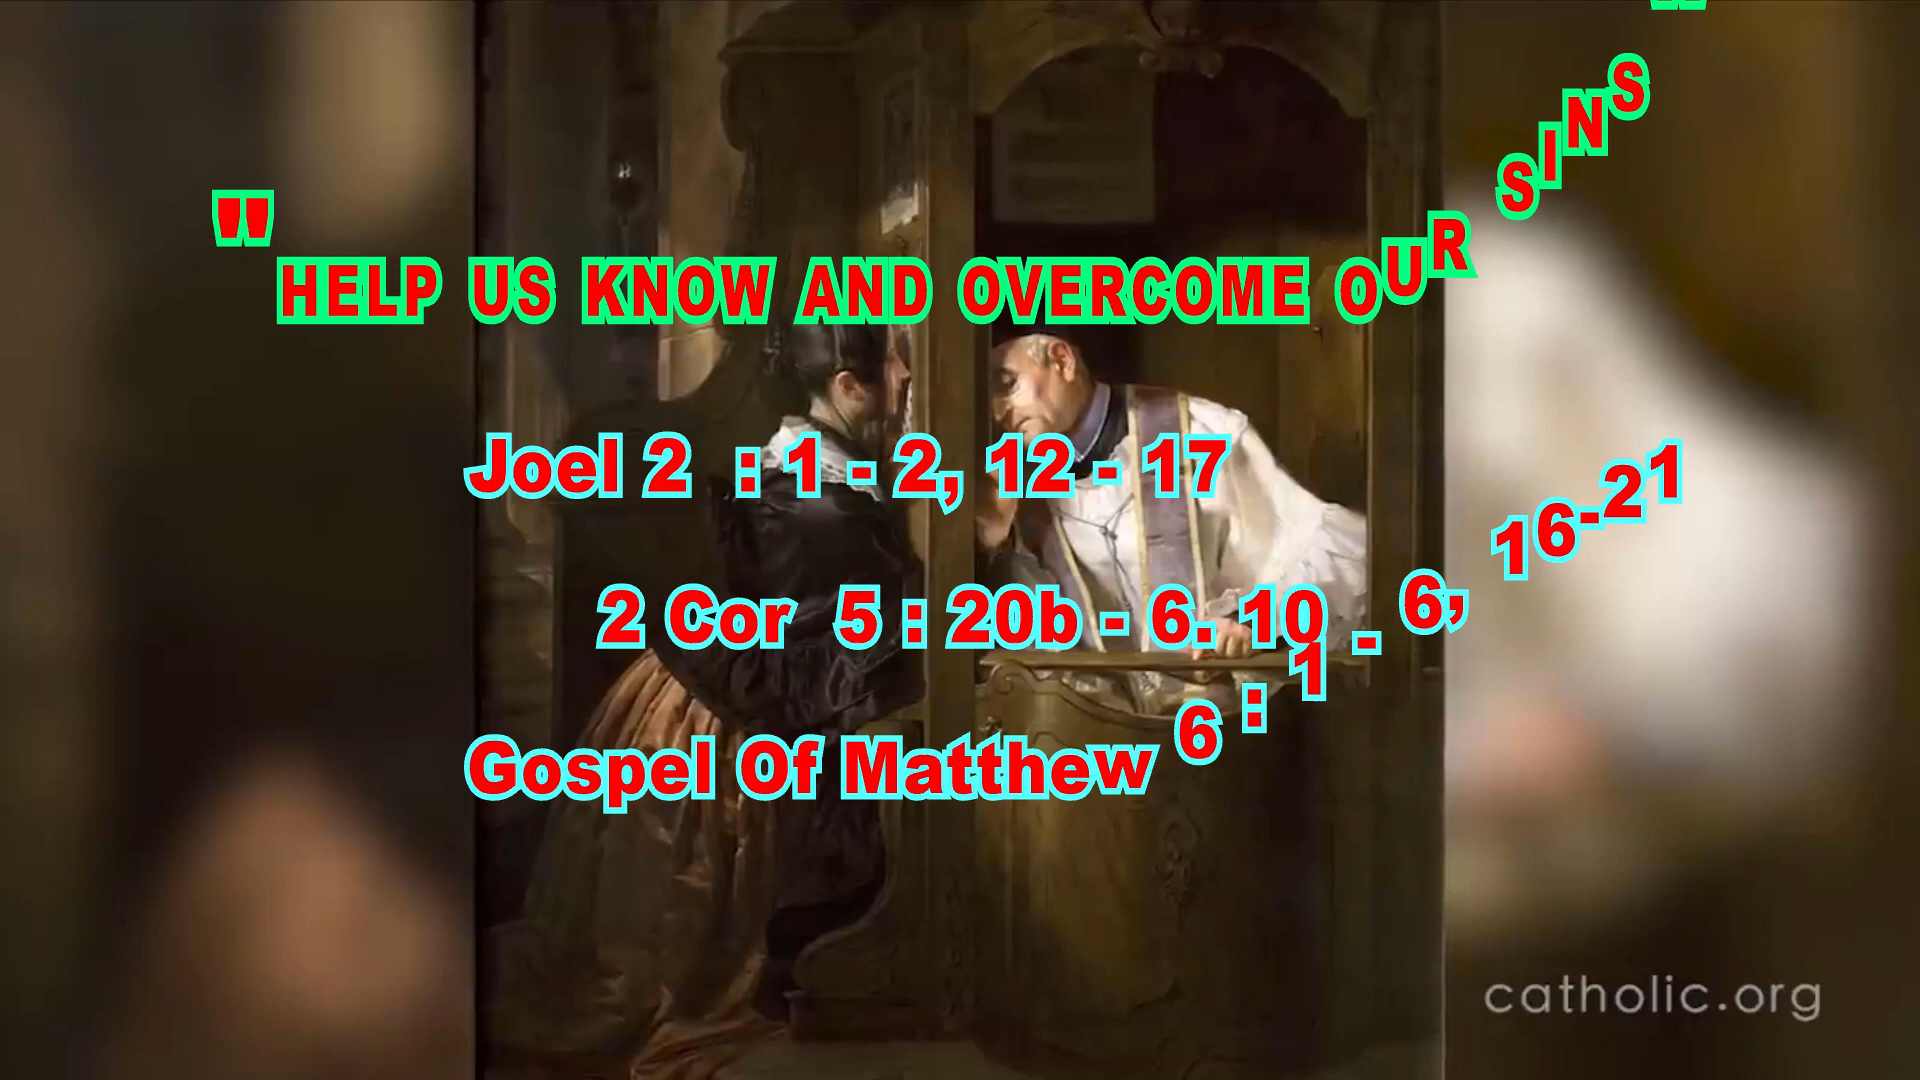 "HELP US KNOW AND OVERCOME OUR SINS"
Joel 2 : 1 - 2, 12 - 17
2 Cor 5 : 20b - 6. 10
Gospel Of Matthew 6 : 1 - 6, 16-21
catholic.org